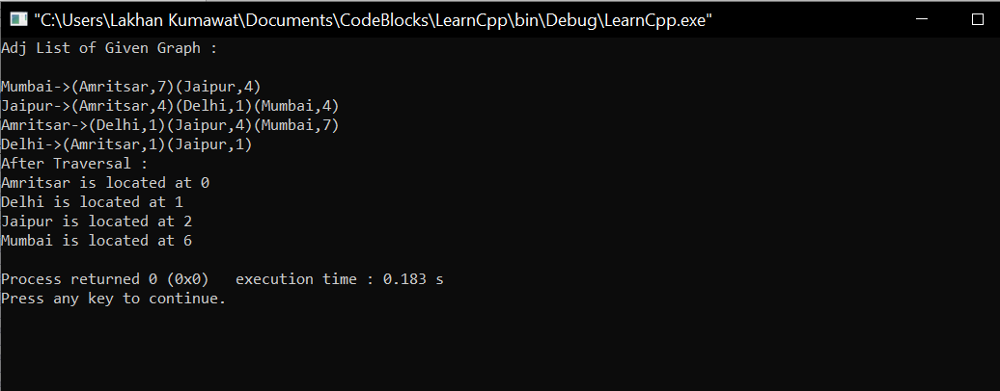 "C:\Users\Lakhan Kumawat\Documents\CodeBlocks\LearnCpp\bin\Debug\LearnCpp.exe"
Adj List of Given Graph :
Mumbai->(Amritsar,7)(Jaipur,4)
Jaipur->(Amritsar,4)(Delhi,1)(Mumbai,4)
Amritsar->(Delhi,1)(Jaipur,4)(Mumbai,7)
Delhi->(Amritsar,1)(Jaipur,1)
After Traversal :
Amritsar is located at 0
Delhi is located at 1
Jaipur is located at 2
Mumbai is located at 6
Process returned 0 (0x0)   execution time : 0.183 s
Press any key to continue.